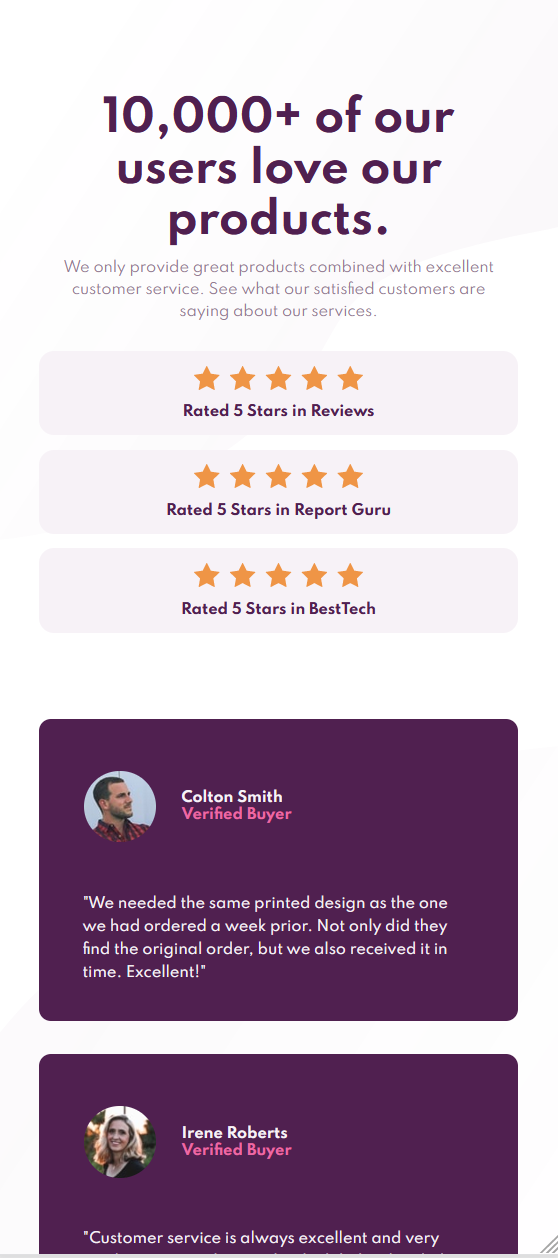 10,000+ of our
users love our
products.
We only provide great products combined with excellent
customer service. See what our satisfied customers are
saying about our services.
Rated 5 Stars in Reviews
Rated 5 Stars in Report Guru
Rated 5 Stars in BestTech
Colton Smith
Verified Buyer
"We needed the same printed design as the one
we had ordered a week prior. Not only did they
find the original order, but we also received it in
time. Excellent!"
Irene Roberts
Verified Buyer
"Customer service is always excellent and very